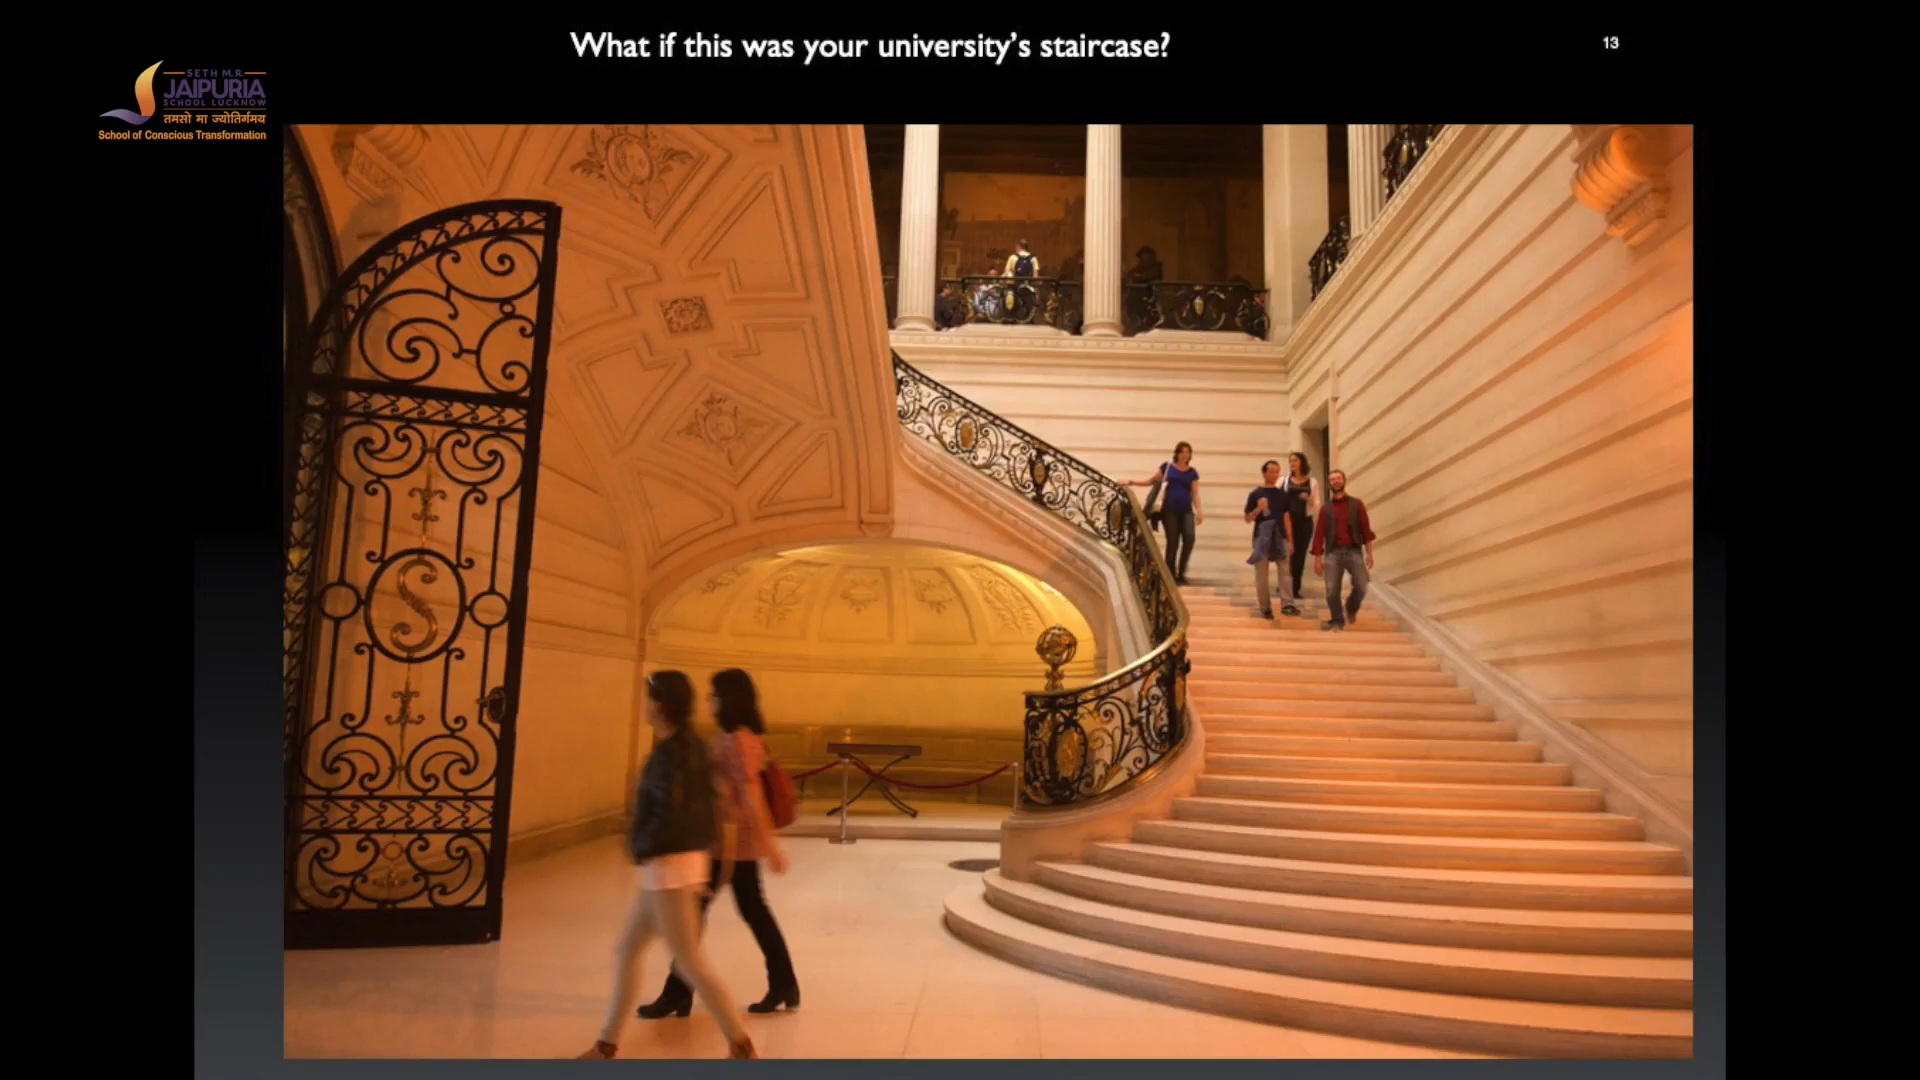 What if this was your university's staircase?
13
SETH M.R.
JAIPURIA
SCHOOL LUCKNOW
तमसो मा ज्योतिर्गमय
School of Conscious Transformation
S